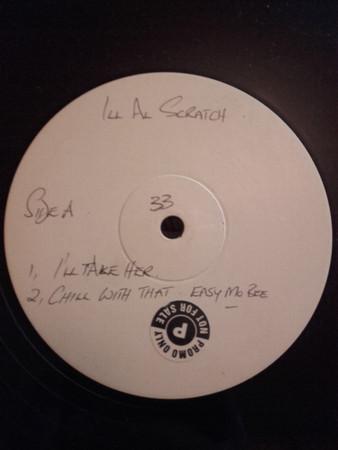 ILL AL SCRATCH
SIDE A
33
1, I'LL TAKE HER.
2, CHILL WITH THAT - EASY MO BEE
PROMO ONLY
P
NOT FOR SALE